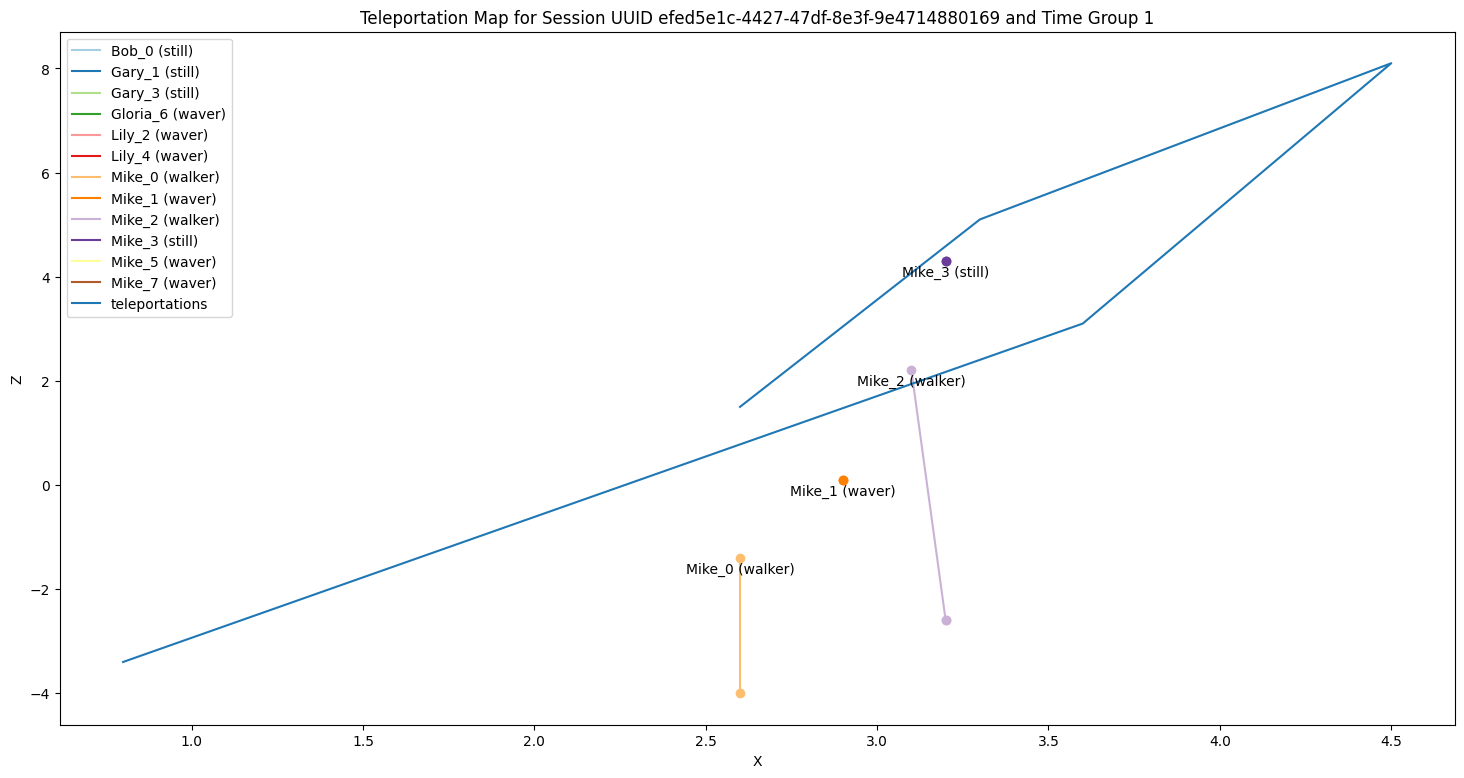 Teleportation Map for Session UUID efed5e1c-4427-47df-8e3f-9e4714880169 and Time Group 1
Bob_0 (still)
Gary_1 (still)
Gary_3 (still)
Gloria_6 (waver)
Lily_2 (waver)
Lily_4 (waver)
Mike_0 (walker)
Mike_1 (waver)
Mike_2 (walker)
Mike_3 (still)
Mike_5 (waver)
Mike_7 (waver)
teleportations
8
6
4
2
0
−2
−4
Z
Mike_3 (still)
Mike_2 (walker)
Mike_1 (waver)
Mike_0 (walker)
1.0 1.5 2.0 2.5 3.0 3.5 4.0 4.5
X